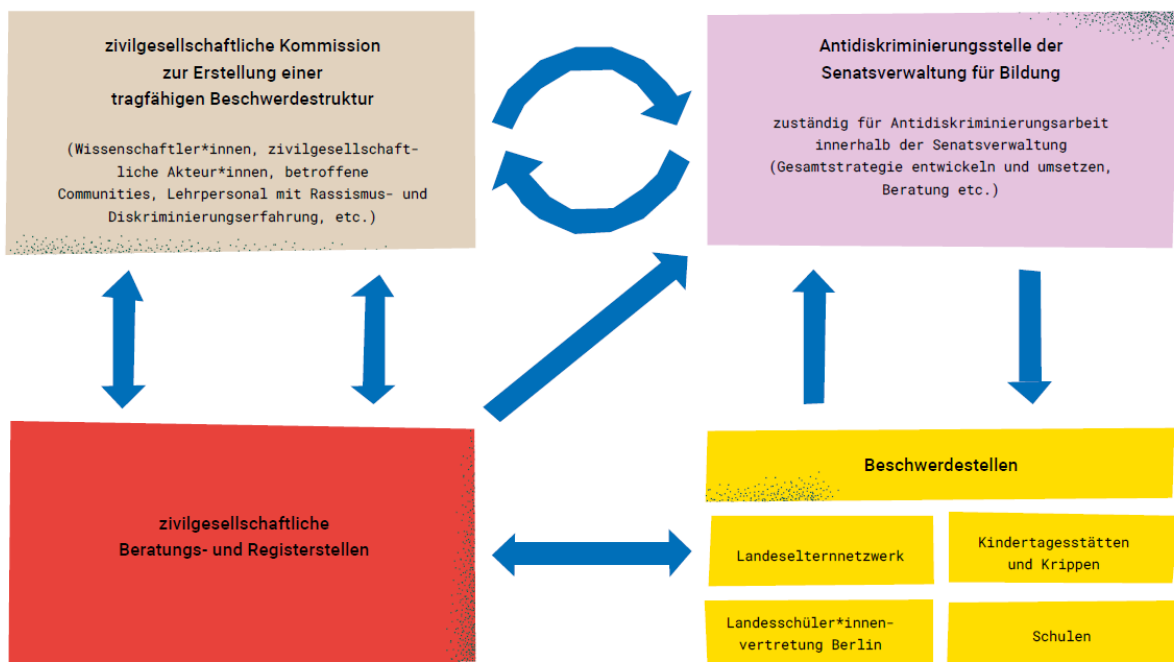 zivilgesellschaftliche Kommission
zur Erstellung einer
tragfähigen Beschwerdestruktur
(Wissenschaftler*innen, zivilgesellschaft-
liche Akteur*innen, betroffene
Communities, Lehrpersonal mit Rassismus- und
Diskriminierungserfahrung, etc.)
Antidiskriminierungsstelle der
Senatsverwaltung für Bildung
zuständig für Antidiskriminierungsarbeit
innerhalb der Senatsverwaltung
(Gesamtstrategie entwickeln und umsetzen,
Beratung etc.)
zivilgesellschaftliche
Beratungs- und Registerstellen
Beschwerdestellen
Landeselternnetzwerk
Kindertagesstätten
und Krippen
Landesschüler*innen-
vertretung Berlin
Schulen